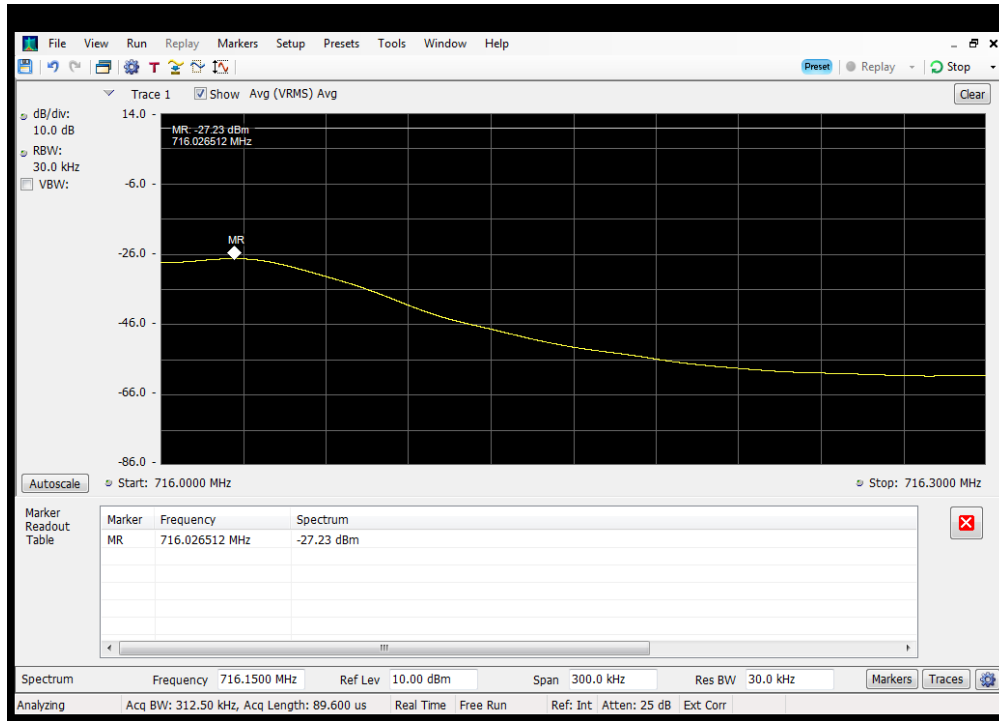 File View Run Replay Markers Setup Presets Tools Window Help
T Preset Replay Stop
Trace 1 Show Avg (VRMS) Avg Clear
dB/div:
10.0 dB
RBW:
30.0 kHz
VBW:
14.0
MR: -27.23 dBm
716.026512 MHz
-6.0
MR
-26.0
-46.0
-66.0
-86.0
Autoscale Start: 716.0000 MHz Stop: 716.3000 MHz
Marker
Readout
Table
Marker Frequency Spectrum
MR 716.026512 MHz -27.23 dBm
Spectrum Frequency 716.1500 MHz Ref Lev 10.00 dBm Span 300.0 kHz Res BW 30.0 kHz Markers Traces
Analyzing Acq BW: 312.50 kHz, Acq Length: 89.600 us Real Time Free Run Ref: Int Atten: 25 dB Ext Corr